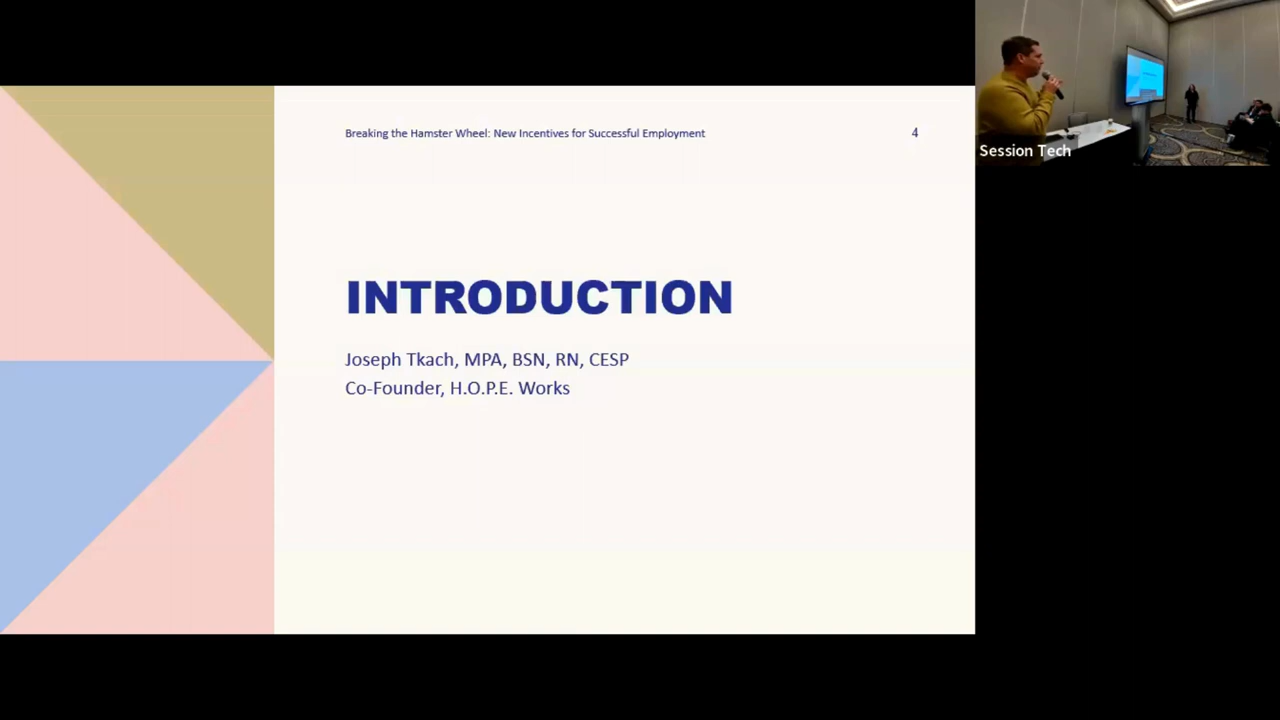 Breaking the Hamster Wheel: New Incentives for Successful Employment
4
INTRODUCTION
Joseph Tkach, MPA, BSN, RN, CESP
Co-Founder, H.O.P.E. Works
Session Tech